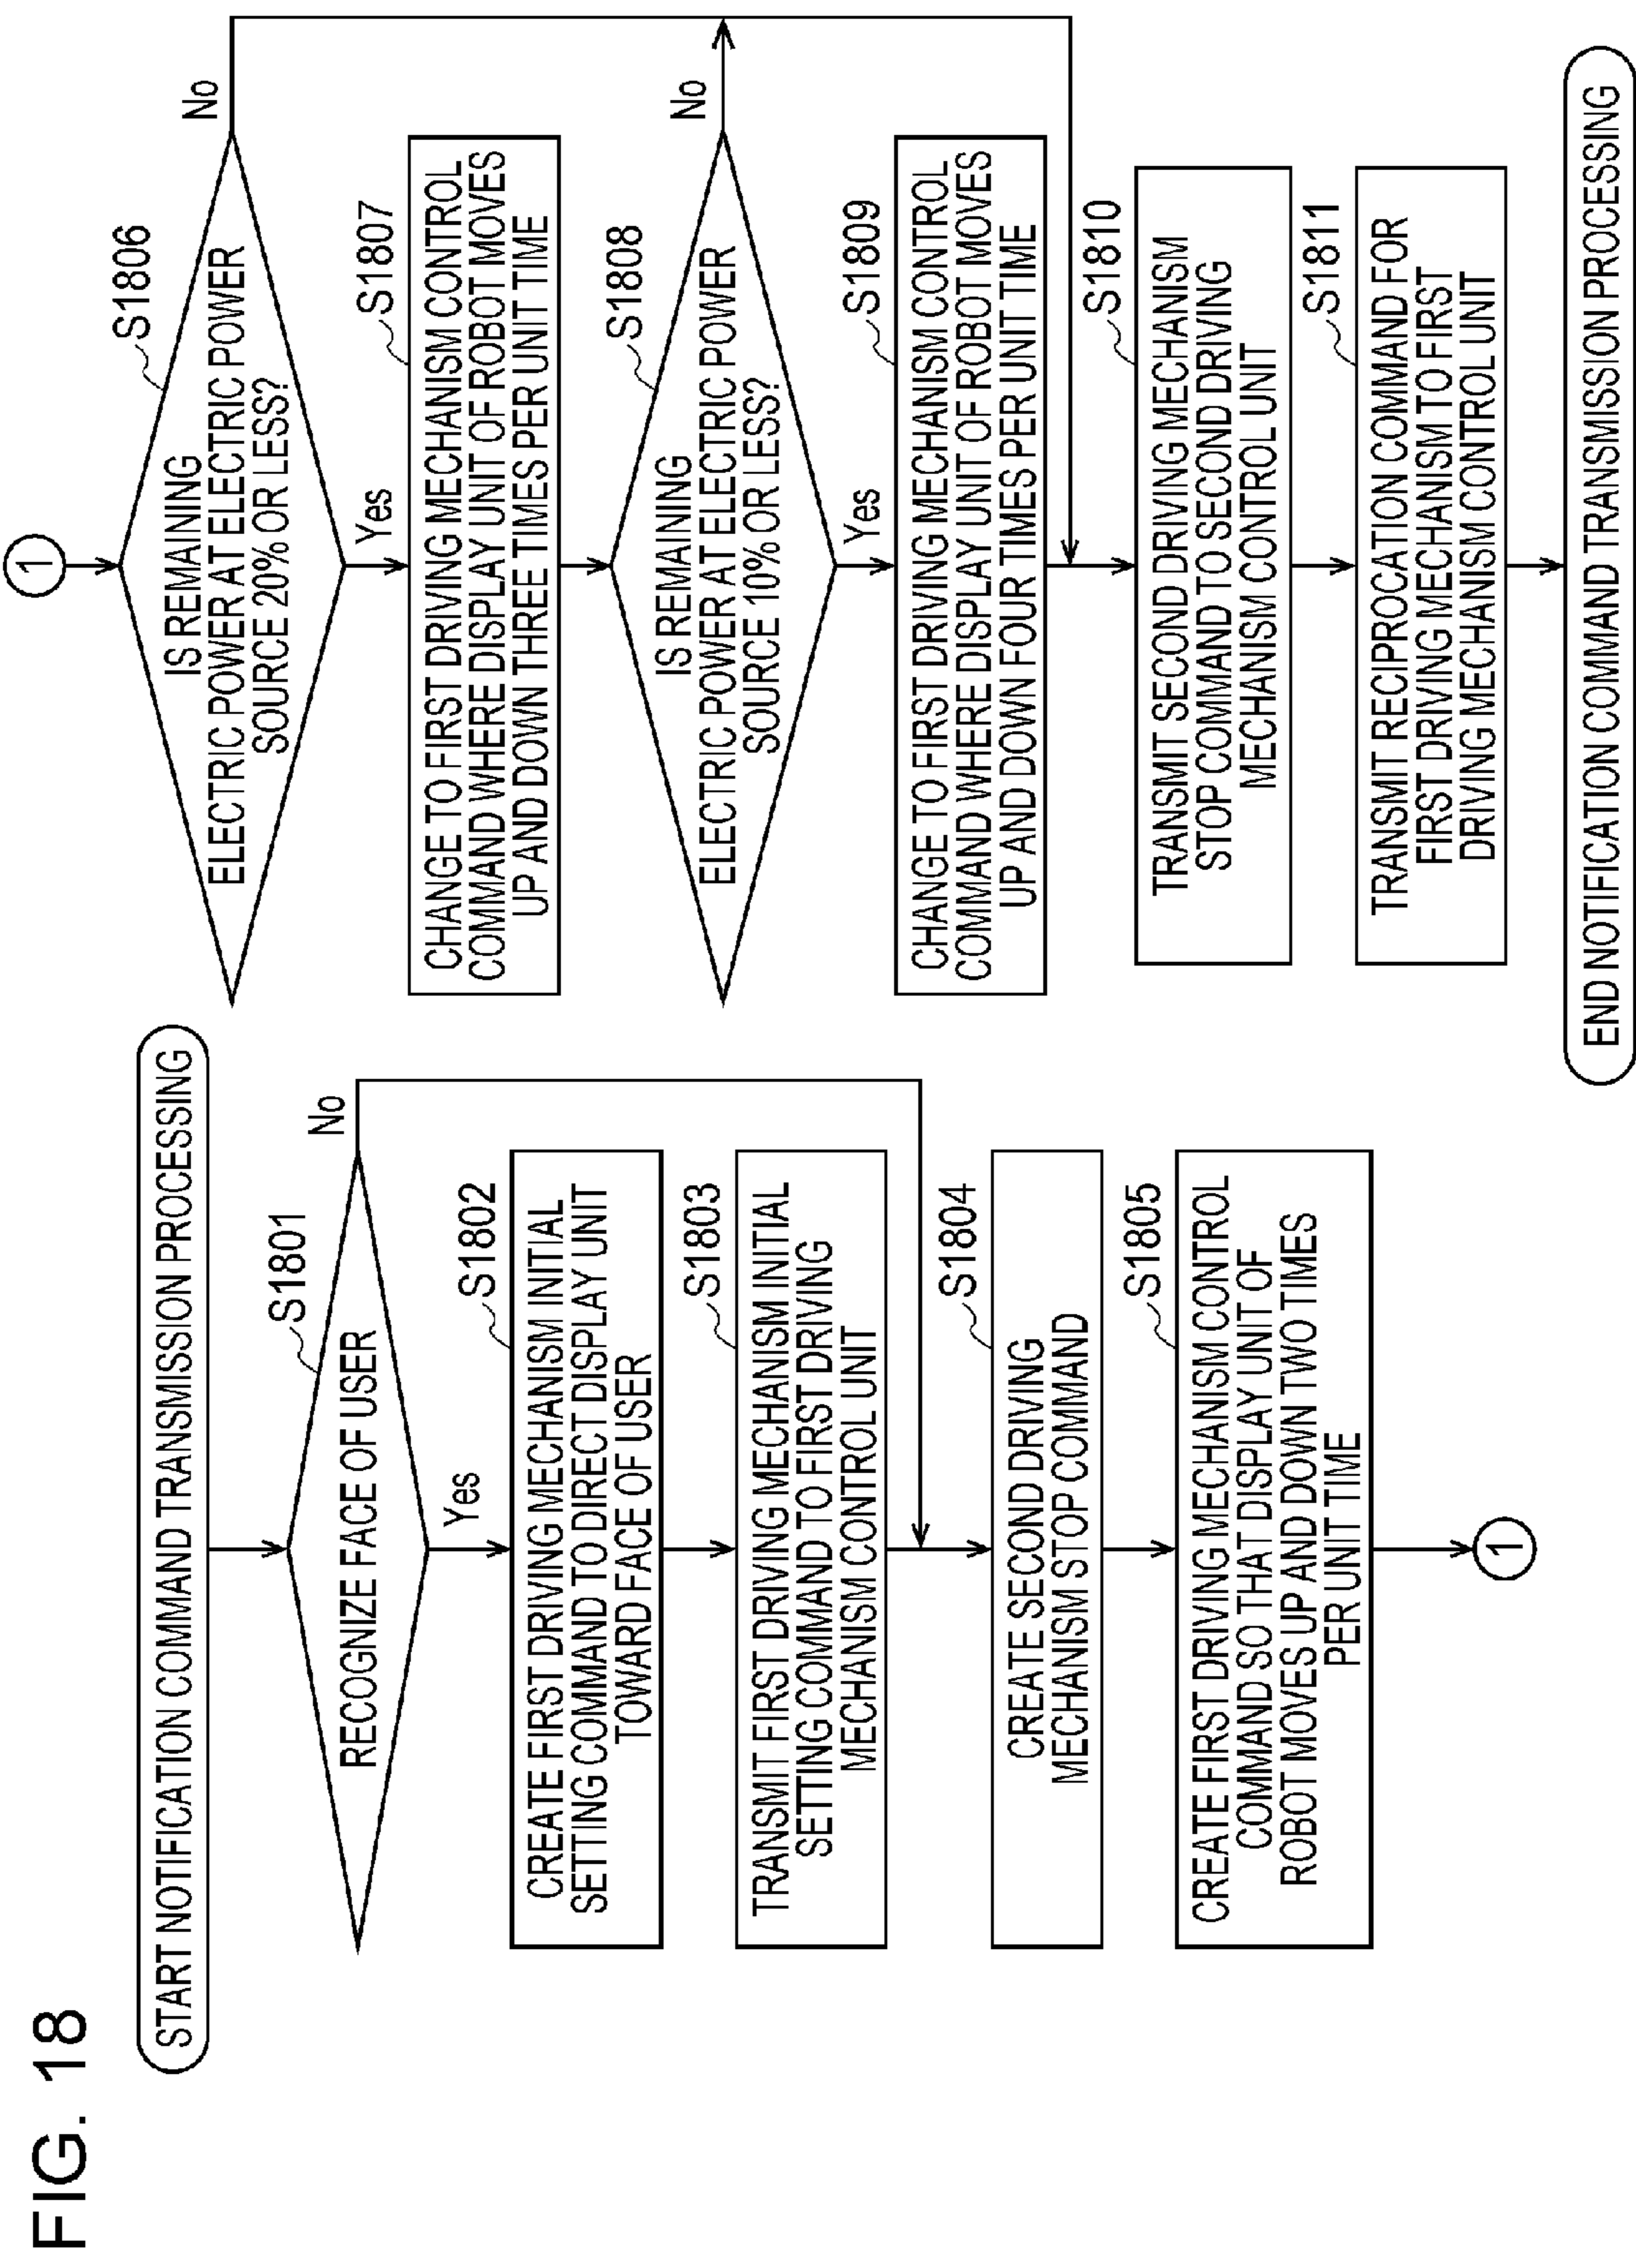 FIG. 18
START NOTIFICATION COMMAND TRANSMISSION PROCESSING
S1801
RECOGNIZE FACE OF USER
No
Yes
S1802
CREATE FIRST DRIVING MECHANISM INITIAL
SETTING COMMAND TO DIRECT DISPLAY UNIT
TOWARD FACE OF USER
S1803
TRANSMIT FIRST DRIVING MECHANISM INITIAL
SETTING COMMAND TO FIRST DRIVING
MECHANISM CONTROL UNIT
S1804
CREATE SECOND DRIVING
MECHANISM STOP COMMAND
S1805
CREATE FIRST DRIVING MECHANISM CONTROL
COMMAND SO THAT DISPLAY UNIT OF
ROBOT MOVES UP AND DOWN TWO TIMES
PER UNIT TIME
1
1
S1806
IS REMAINING
ELECTRIC POWER AT ELECTRIC POWER
SOURCE 20% OR LESS?
No
Yes
S1807
CHANGE TO FIRST DRIVING MECHANISM CONTROL
COMMAND WHERE DISPLAY UNIT OF ROBOT MOVES
UP AND DOWN THREE TIMES PER UNIT TIME
S1808
IS REMAINING
ELECTRIC POWER AT ELECTRIC POWER
SOURCE 10% OR LESS?
No
Yes
S1809
CHANGE TO FIRST DRIVING MECHANISM CONTROL
COMMAND WHERE DISPLAY UNIT OF ROBOT MOVES
UP AND DOWN FOUR TIMES PER UNIT TIME
S1810
TRANSMIT SECOND DRIVING MECHANISM
STOP COMMAND TO SECOND DRIVING
MECHANISM CONTROL UNIT
S1811
TRANSMIT RECIPROCATION COMMAND FOR
FIRST DRIVING MECHANISM TO FIRST
DRIVING MECHANISM CONTROL UNIT
END NOTIFICATION COMMAND TRANSMISSION PROCESSING